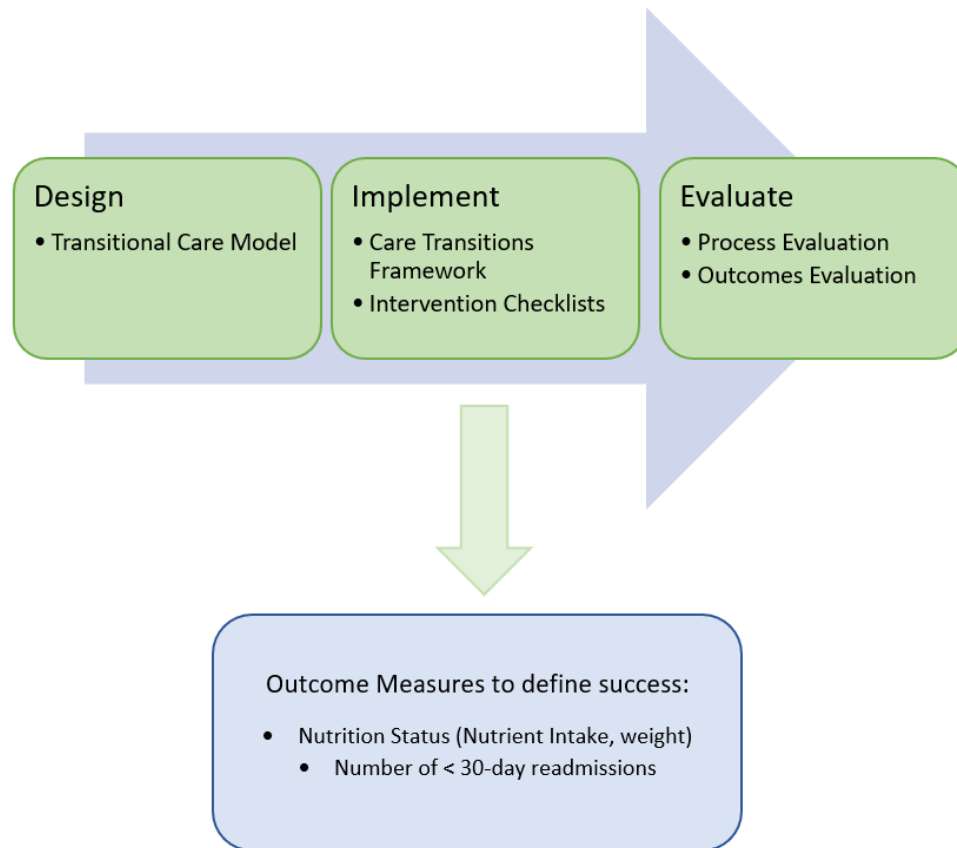 Design
• Transitional Care Model
Implement
• Care Transitions
Framework
• Intervention Checklists
Evaluate
• Process Evaluation
• Outcomes Evaluation
Outcome Measures to define success:
• Nutrition Status (Nutrient Intake, weight)
• Number of < 30-day readmissions